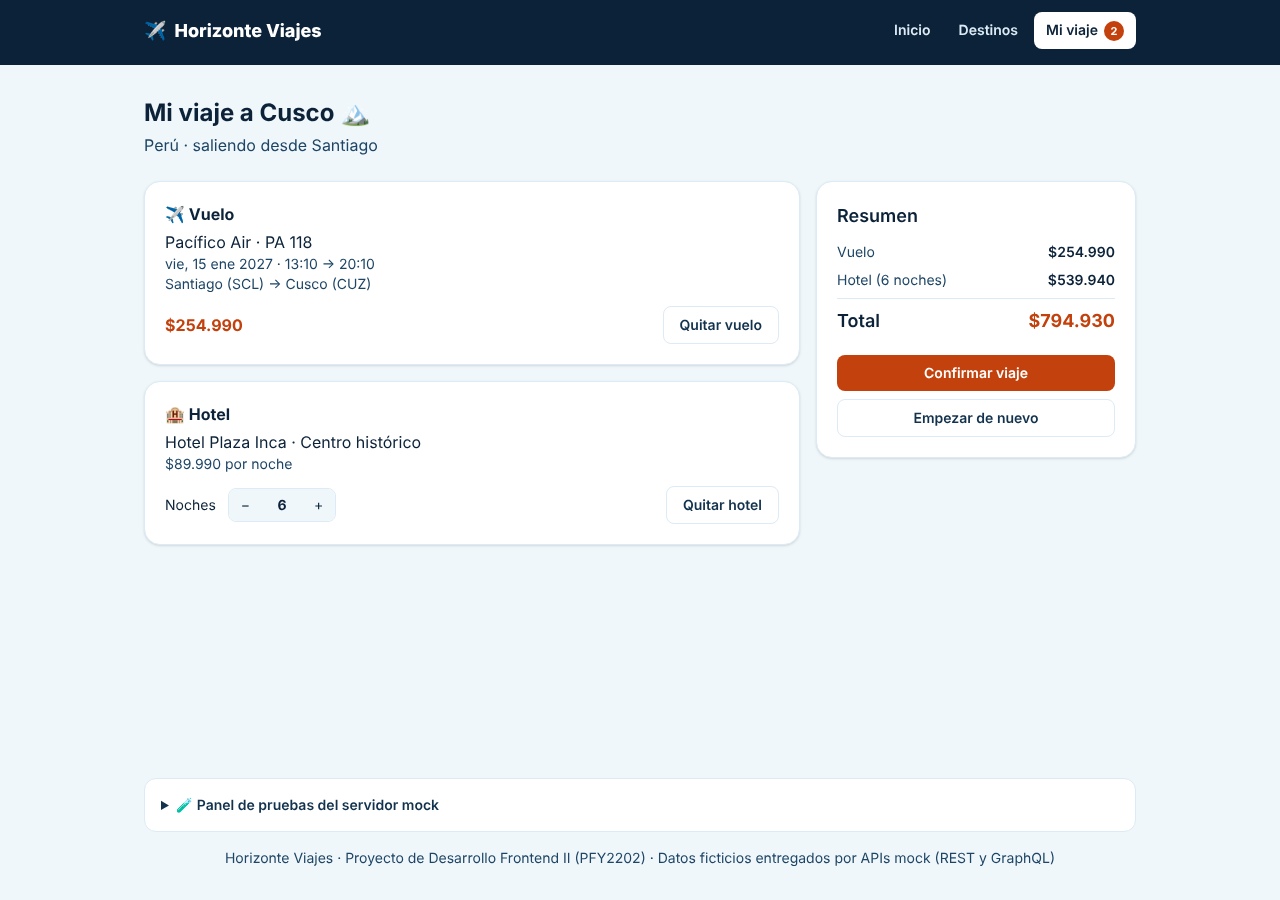 ✈️ Horizonte Viajes
Inicio
Destinos
Mi viaje 2
Mi viaje a Cusco 🏔️
Perú · saliendo desde Santiago
✈️ Vuelo
Pacífico Air · PA 118
vie, 15 ene 2027 · 13:10 → 20:10
Santiago (SCL) → Cusco (CUZ)
$254.990
Quitar vuelo
🏨 Hotel
Hotel Plaza Inca · Centro histórico
$89.990 por noche
Noches − 6 +
Quitar hotel
Resumen
Vuelo $254.990
Hotel (6 noches) $539.940
Total $794.930
Confirmar viaje
Empezar de nuevo
▶ 🧪 Panel de pruebas del servidor mock
Horizonte Viajes · Proyecto de Desarrollo Frontend II (PFY2202) · Datos ficticios entregados por APIs mock (REST y GraphQL)